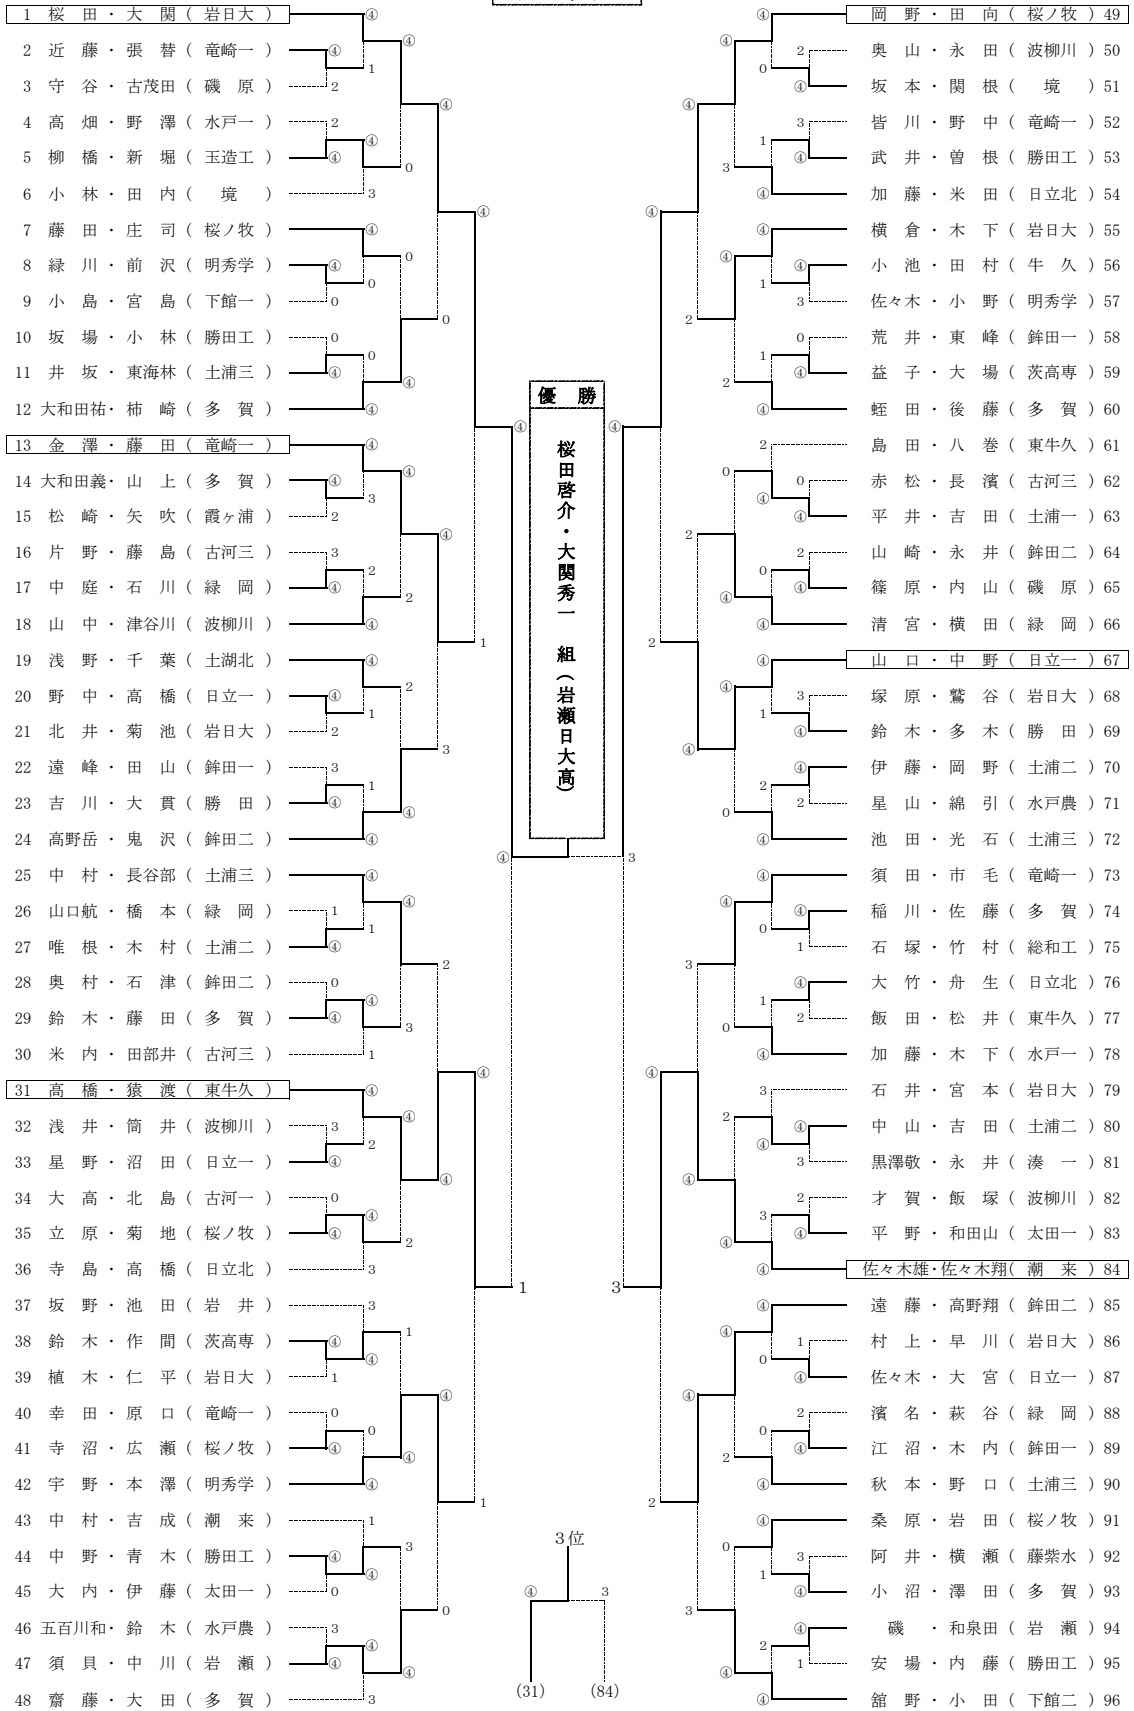 1 桜 田 ・ 大 関 ( 岩日大 )
2 近 藤 ・ 張 替 ( 竜崎一 )
3 守 谷 ・ 古茂田 ( 磯 原 )
4 高 畑 ・ 野 澤 ( 水戸一 )
5 柳 橋 ・ 新 堀 ( 玉造工 )
6 小 林 ・ 田 内 ( 境 )
7 藤 田 ・ 庄 司 ( 桜ノ牧 )
8 緑 川 ・ 前 沢 ( 明秀学 )
9 小 島 ・ 宮 島 ( 下館一 )
10 坂 場 ・ 小 林 ( 勝田工 )
11 井 坂 ・ 東海林 ( 土浦三 )
12 大和田祐・ 柿 崎 ( 多 賀 )
13 金 澤 ・ 藤 田 ( 竜崎一 )
14 大和田義・ 山 上 ( 多 賀 )
15 松 崎 ・ 矢 吹 ( 霞ヶ浦 )
16 片 野 ・ 藤 島 ( 古河三 )
17 中 庭 ・ 石 川 ( 緑 岡 )
18 山 中 ・ 津谷川 ( 波柳川 )
19 浅 野 ・ 千 葉 ( 土湖北 )
20 野 中 ・ 高 橋 ( 日立一 )
21 北 井 ・ 菊 池 ( 岩日大 )
22 遠 峰 ・ 田 山 ( 鉾田一 )
23 吉 川 ・ 大 貫 ( 勝 田 )
24 高野岳 ・ 鬼 沢 ( 鉾田二 )
25 中 村 ・ 長谷部 ( 土浦三 )
26 山口航 ・ 橋 本 ( 緑 岡 )
27 唯 根 ・ 木 村 ( 土浦二 )
28 奥 村 ・ 石 津 ( 鉾田二 )
29 鈴 木 ・ 藤 田 ( 多 賀 )
30 米 内 ・ 田部井 ( 古河三 )
31 高 橋 ・ 猿 渡 ( 東牛久 )
32 浅 井 ・ 筒 井 ( 波柳川 )
33 星 野 ・ 沼 田 ( 日立一 )
34 大 高 ・ 北 島 ( 古河一 )
35 立 原 ・ 菊 地 ( 桜ノ牧 )
36 寺 島 ・ 高 橋 ( 日立北 )
37 坂 野 ・ 池 田 ( 岩 井 )
38 鈴 木 ・ 作 間 ( 茨高専 )
39 植 木 ・ 仁 平 ( 岩日大 )
40 幸 田 ・ 原 口 ( 竜崎一 )
41 寺 沼 ・ 広 瀬 ( 桜ノ牧 )
42 宇 野 ・ 本 澤 ( 明秀学 )
43 中 村 ・ 吉 成 ( 潮 来 )
44 中 野 ・ 青 木 ( 勝田工 )
45 大 内 ・ 伊 藤 ( 太田一 )
46 五百川和・ 鈴 木 ( 水戸農 )
47 須 貝 ・ 中 川 ( 岩 瀬 )
48 齋 藤 ・ 大 田 ( 多 賀 )
優 勝
桜田啓介・大関秀一 組(岩瀬日大高)
④ 3
3位
④ 3
(31) (84)
岡 野 ・ 田 向 ( 桜ノ牧 ) 49
奥 山 ・ 永 田 ( 波柳川 ) 50
坂 本 ・ 関 根 ( 境 ) 51
皆 川 ・ 野 中 ( 竜崎一 ) 52
武 井 ・ 曽 根 ( 勝田工 ) 53
加 藤 ・ 米 田 ( 日立北 ) 54
横 倉 ・ 木 下 ( 岩日大 ) 55
小 池 ・ 田 村 ( 牛 久 ) 56
佐々木 ・ 小 野 ( 明秀学 ) 57
荒 井 ・ 東 峰 ( 鉾田一 ) 58
益 子 ・ 大 場 ( 茨高専 ) 59
蛭 田 ・ 後 藤 ( 多 賀 ) 60
島 田 ・ 八 巻 ( 東牛久 ) 61
赤 松 ・ 長 濱 ( 古河三 ) 62
平 井 ・ 吉 田 ( 土浦一 ) 63
山 崎 ・ 永 井 ( 鉾田二 ) 64
篠 原 ・ 内 山 ( 磯 原 ) 65
清 宮 ・ 横 田 ( 緑 岡 ) 66
山 口 ・ 中 野 ( 日立一 ) 67
塚 原 ・ 鷲 谷 ( 岩日大 ) 68
鈴 木 ・ 多 木 ( 勝 田 ) 69
伊 藤 ・ 岡 野 ( 土浦二 ) 70
星 山 ・ 綿 引 ( 水戸農 ) 71
池 田 ・ 光 石 ( 土浦三 ) 72
須 田 ・ 市 毛 ( 竜崎一 ) 73
稲 川 ・ 佐 藤 ( 多 賀 ) 74
石 塚 ・ 竹 村 ( 総和工 ) 75
大 竹 ・ 舟 生 ( 日立北 ) 76
飯 田 ・ 松 井 ( 東牛久 ) 77
加 藤 ・ 木 下 ( 水戸一 ) 78
石 井 ・ 宮 本 ( 岩日大 ) 79
中 山 ・ 吉 田 ( 土浦二 ) 80
黒澤敬 ・ 永 井 ( 湊 一 ) 81
才 賀 ・ 飯 塚 ( 波柳川 ) 82
平 野 ・ 和田山 ( 太田一 ) 83
佐々木雄・佐々木翔( 潮 来 ) 84
遠 藤 ・ 高野翔 ( 鉾田二 ) 85
村 上 ・ 早 川 ( 岩日大 ) 86
佐々木 ・ 大 宮 ( 日立一 ) 87
濱 名 ・ 萩 谷 ( 緑 岡 ) 88
江 沼 ・ 木 内 ( 鉾田一 ) 89
秋 本 ・ 野 口 ( 土浦三 ) 90
桑 原 ・ 岩 田 ( 桜ノ牧 ) 91
阿 井 ・ 横 瀬 ( 藤紫水 ) 92
小 沼 ・ 澤 田 ( 多 賀 ) 93
磯 ・ 和泉田 ( 岩 瀬 ) 94
安 場 ・ 内 藤 ( 勝田工 ) 95
舘 野 ・ 小 田 ( 下館二 ) 96